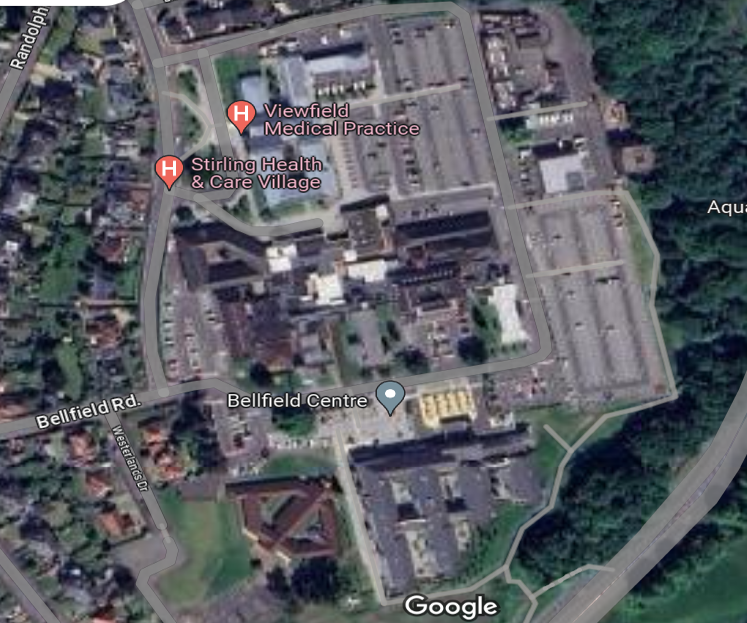 Randolph
Viewfield
Medical Practice
Stirling Health
& Care Village
Aqua
Bellfield Centre
Bellfield Rd.
Westerlands Dr
Google